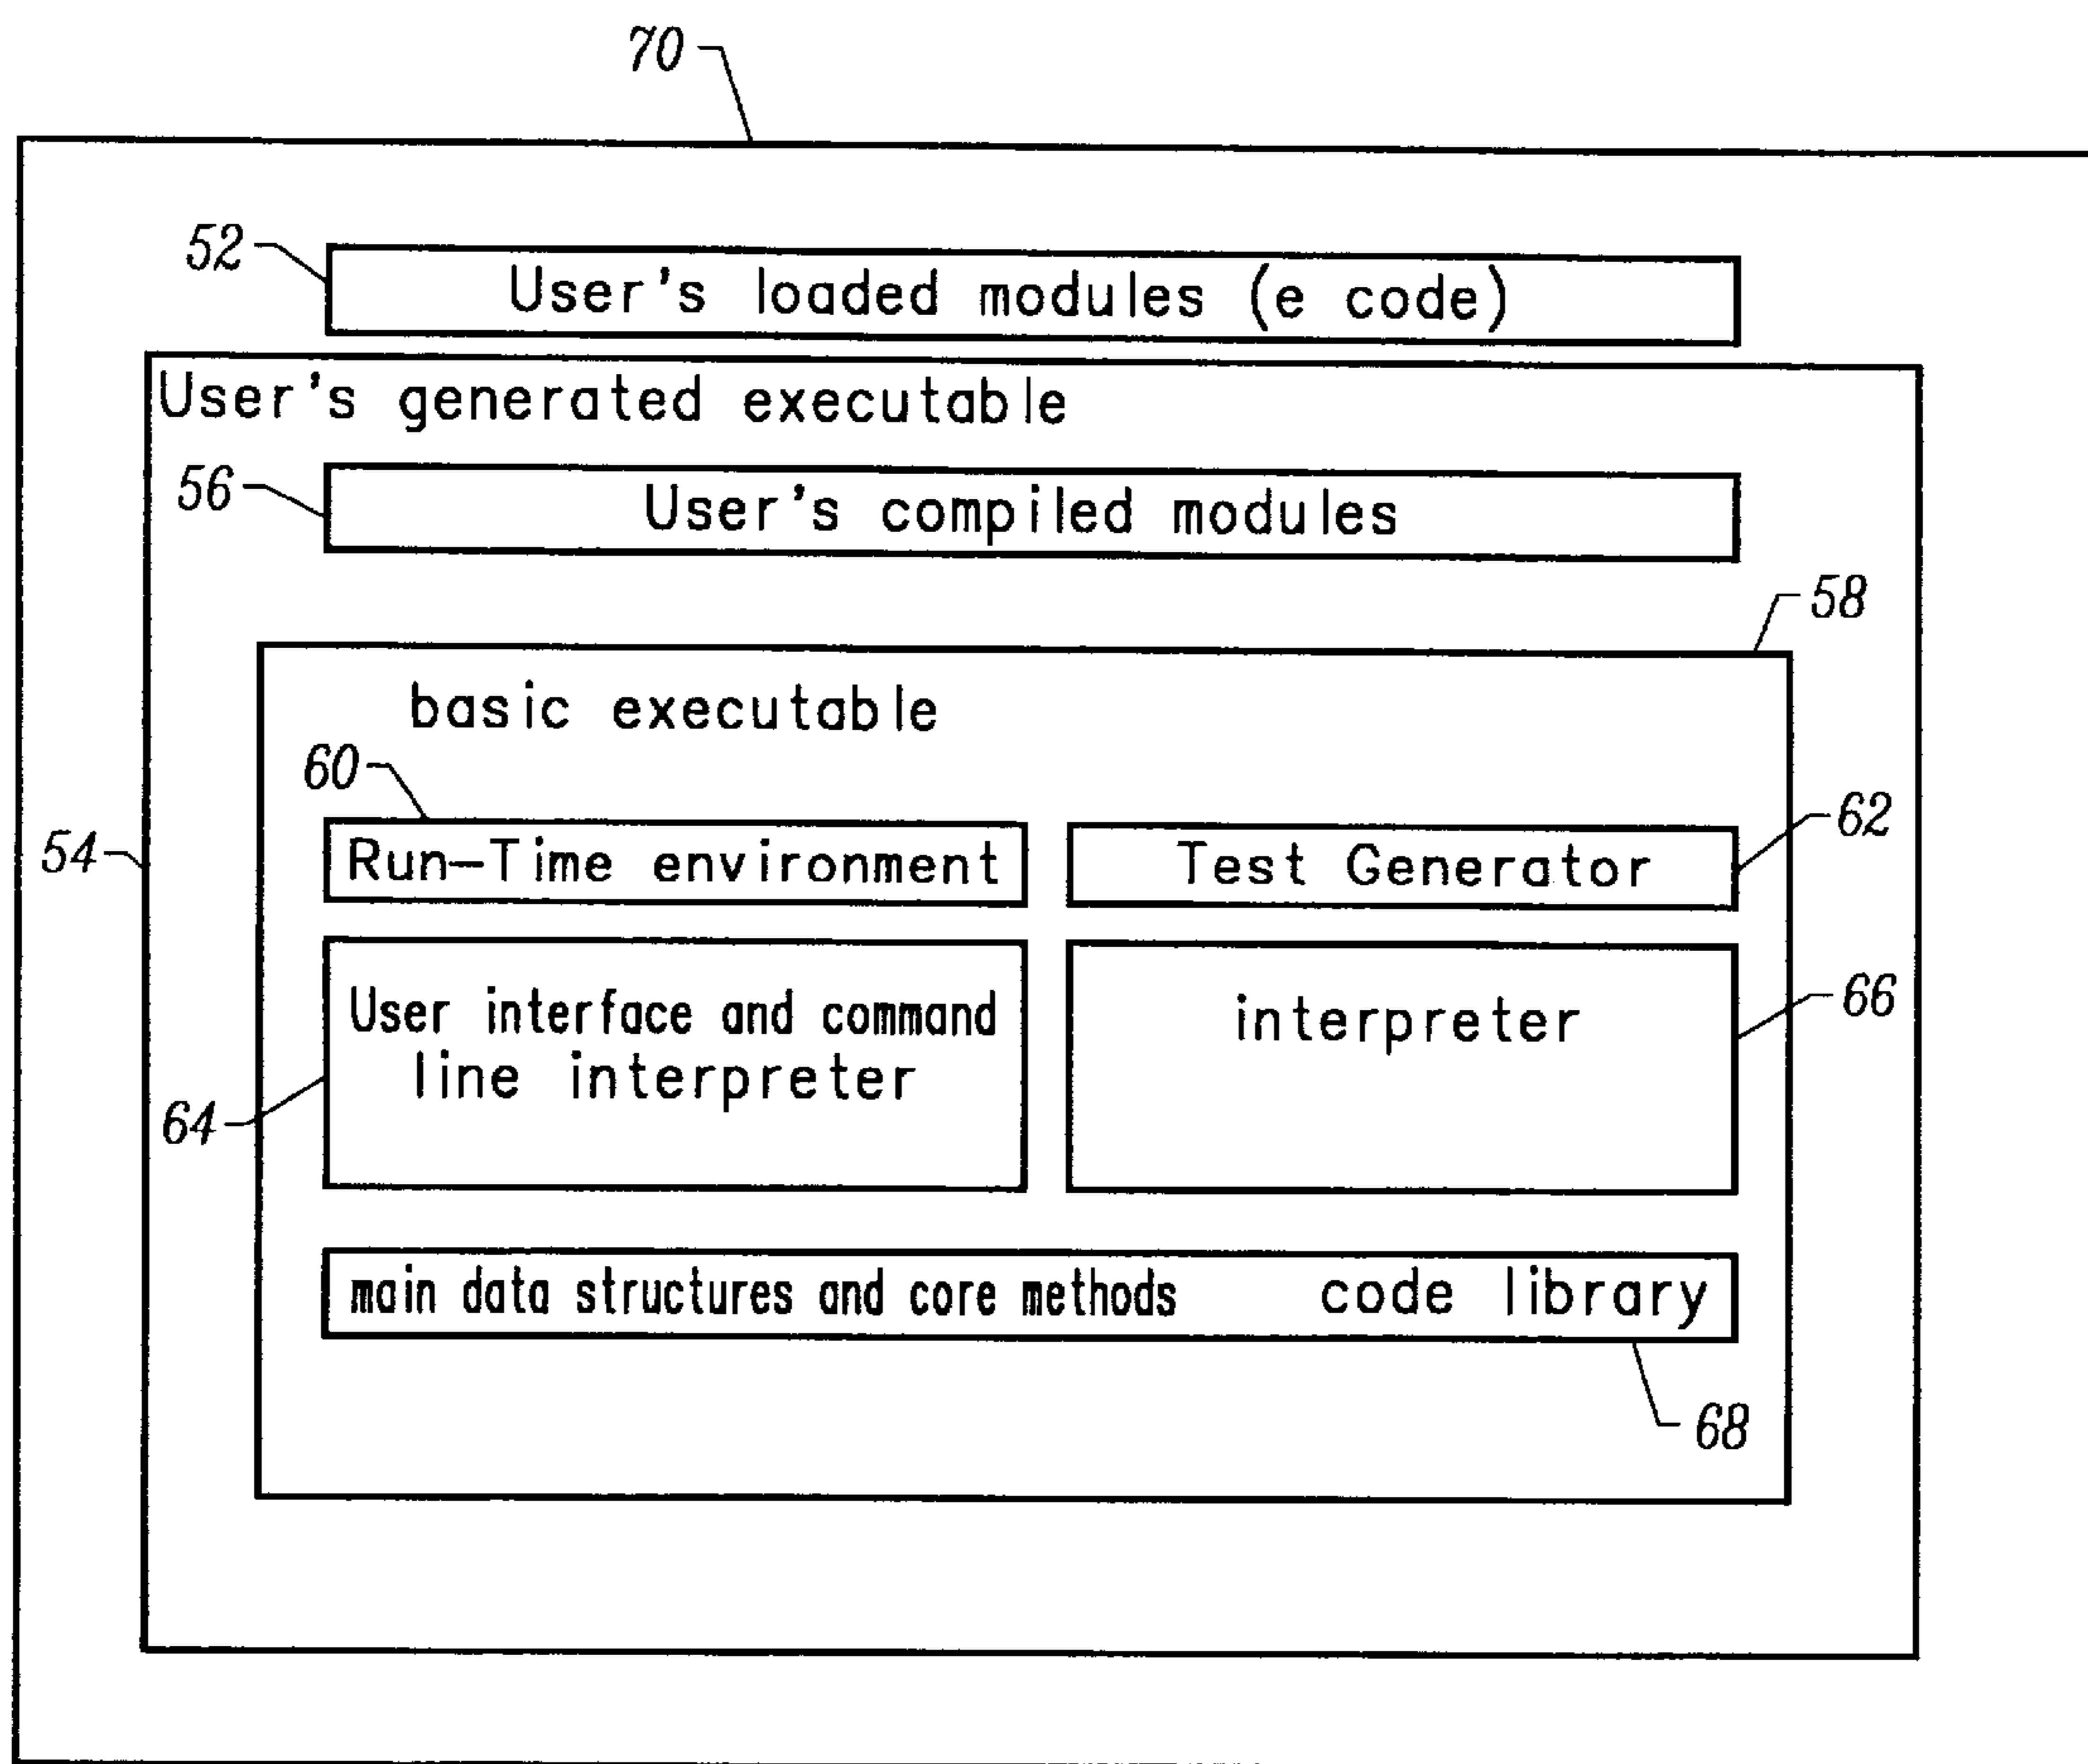 70
52
User's loaded modules (e code)
User's generated executable
56
User's compiled modules
58
basic executable
60
62
54
Run-Time environment
Test Generator
User interface and command
line interpreter
interpreter
66
64
main data structures and core methods code library
68